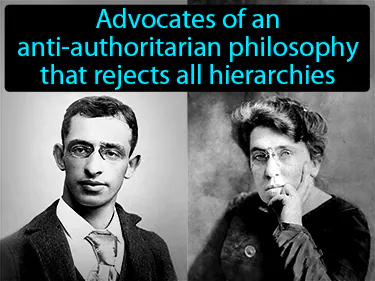 Advocates of an
anti-authoritarian philosophy
that rejects all hierarchies